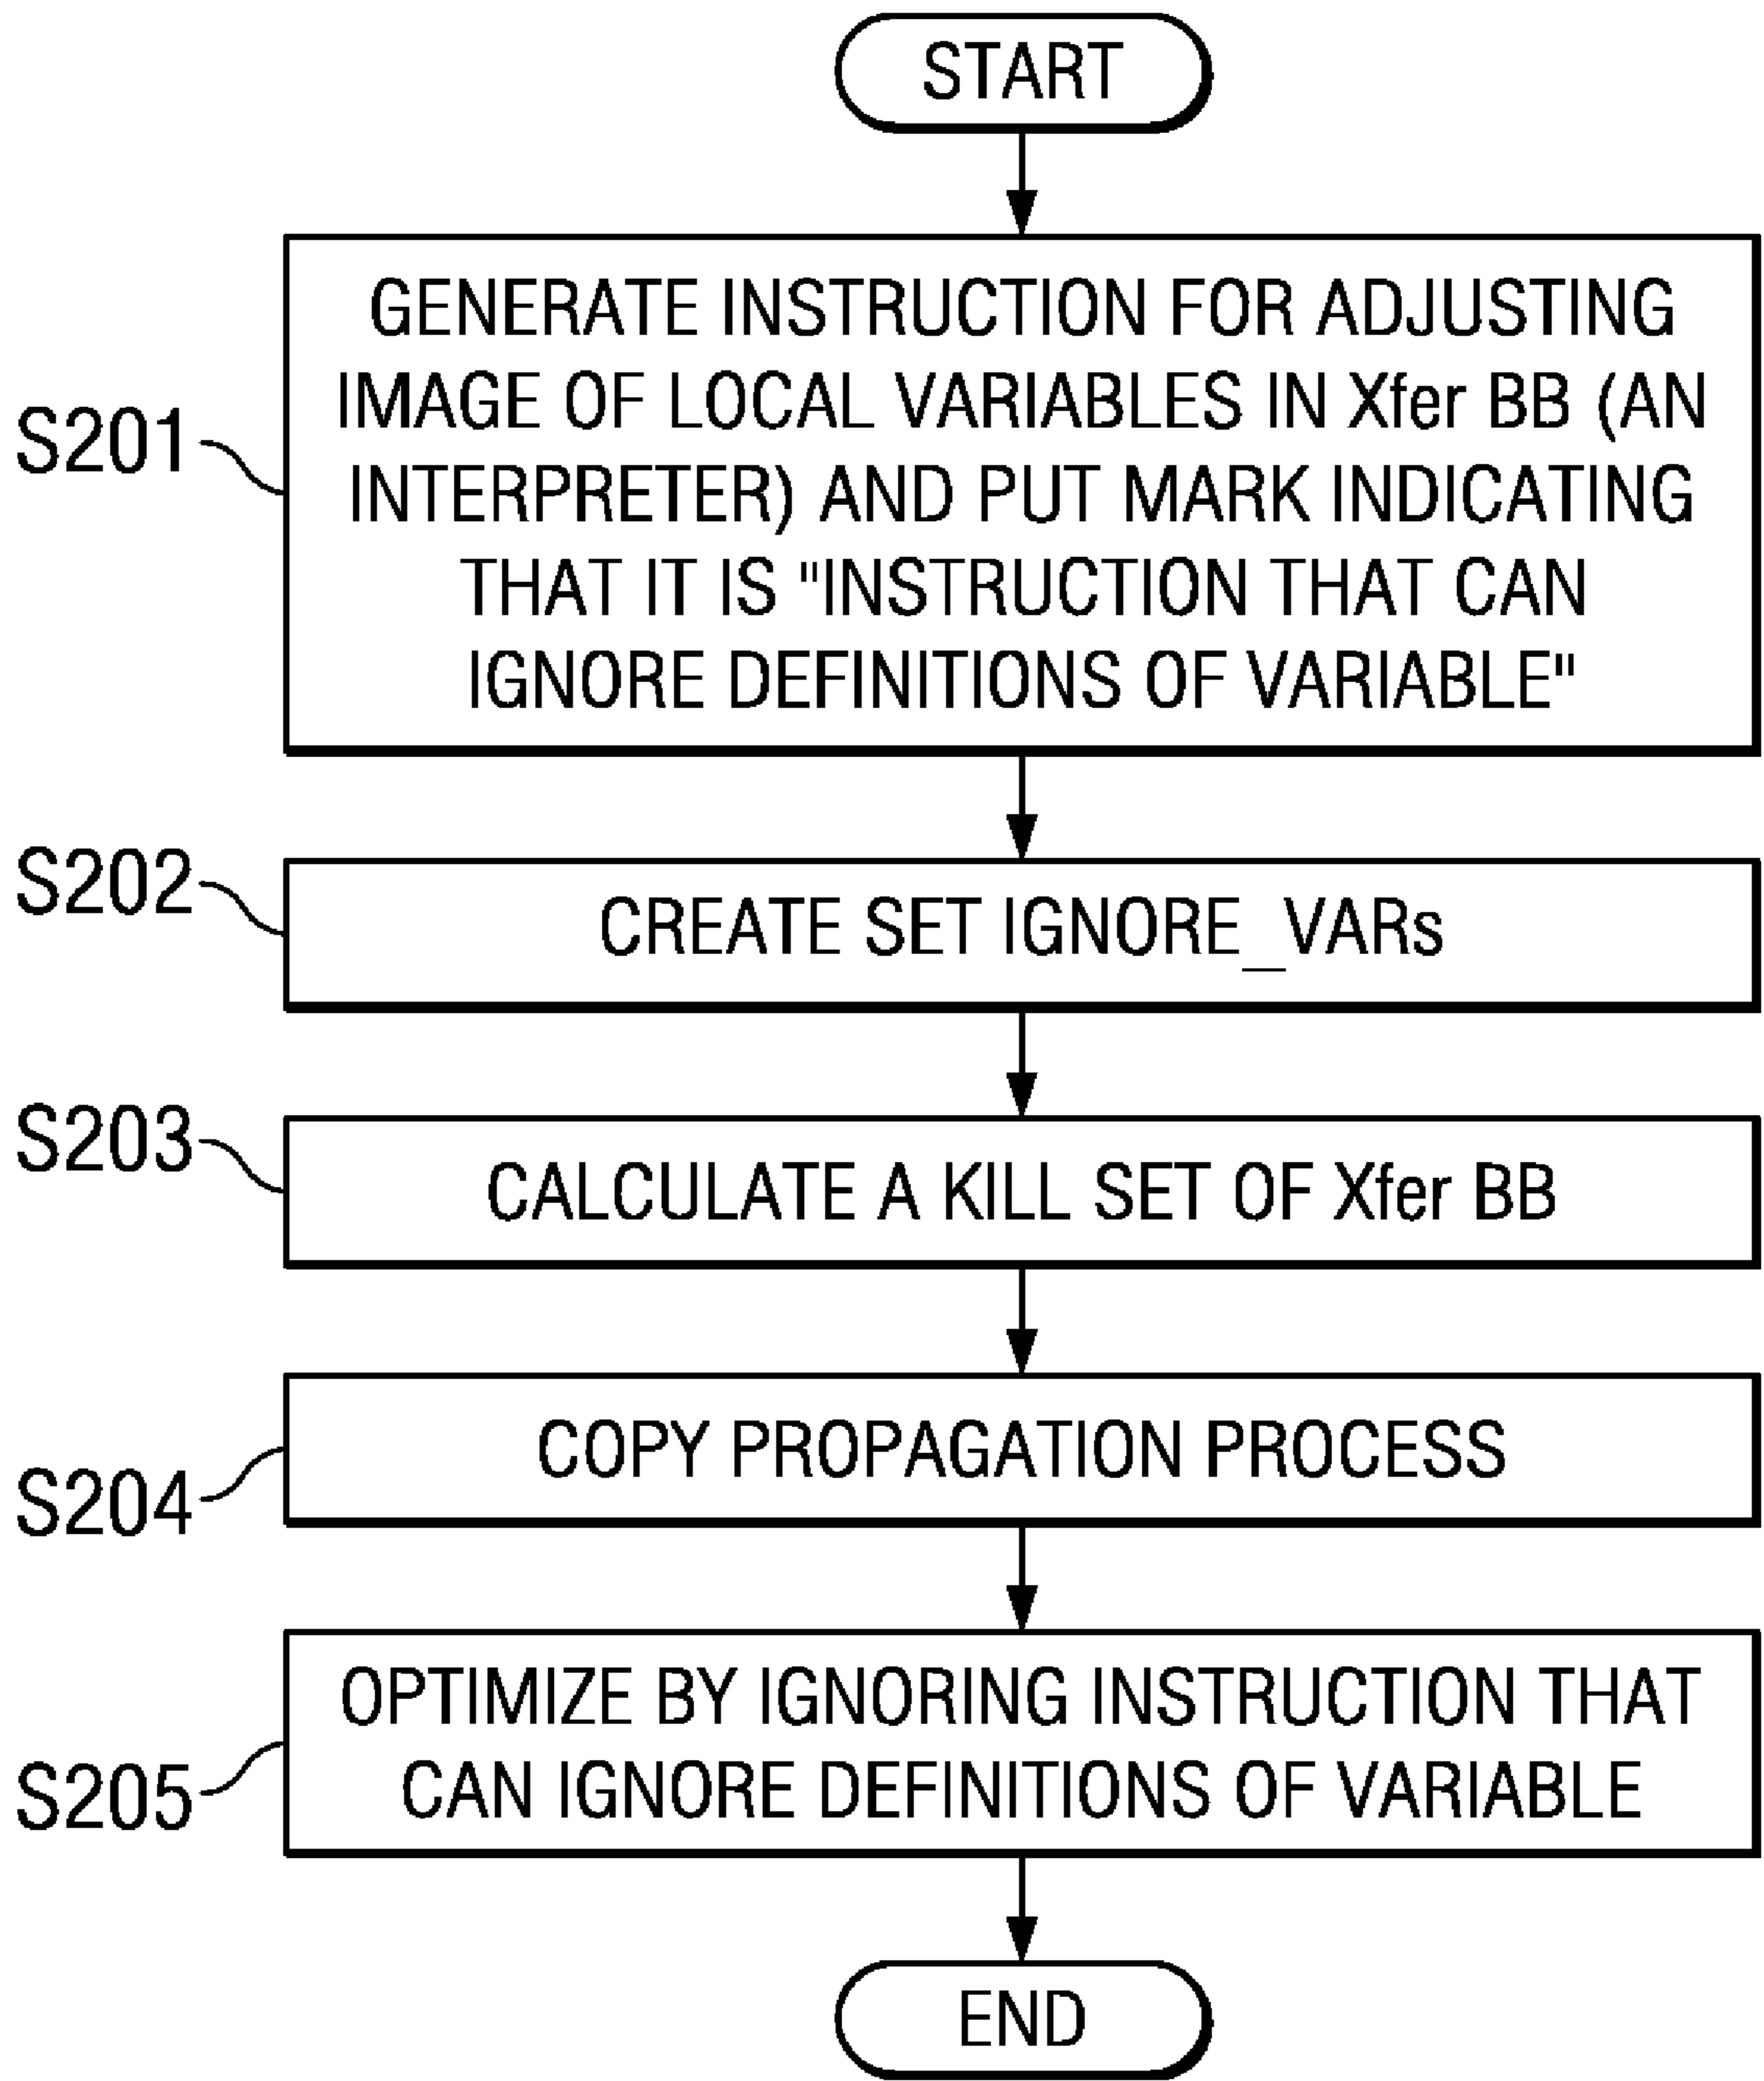 START
S201
GENERATE INSTRUCTION FOR ADJUSTING
IMAGE OF LOCAL VARIABLES IN Xfer BB (AN
INTERPRETER) AND PUT MARK INDICATING
THAT IT IS "INSTRUCTION THAT CAN
IGNORE DEFINITIONS OF VARIABLE"
S202
CREATE SET IGNORE_VARs
S203
CALCULATE A KILL SET OF Xfer BB
S204
COPY PROPAGATION PROCESS
S205
OPTIMIZE BY IGNORING INSTRUCTION THAT
CAN IGNORE DEFINITIONS OF VARIABLE
END